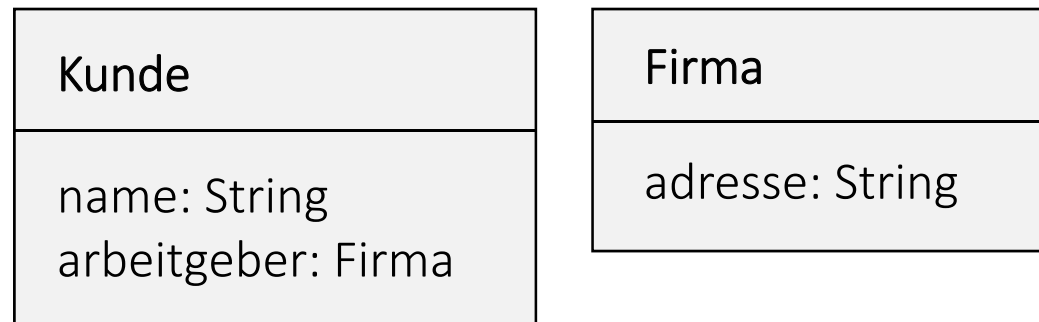 Kunde
name: String
arbeitgeber: Firma
Firma
adresse: String